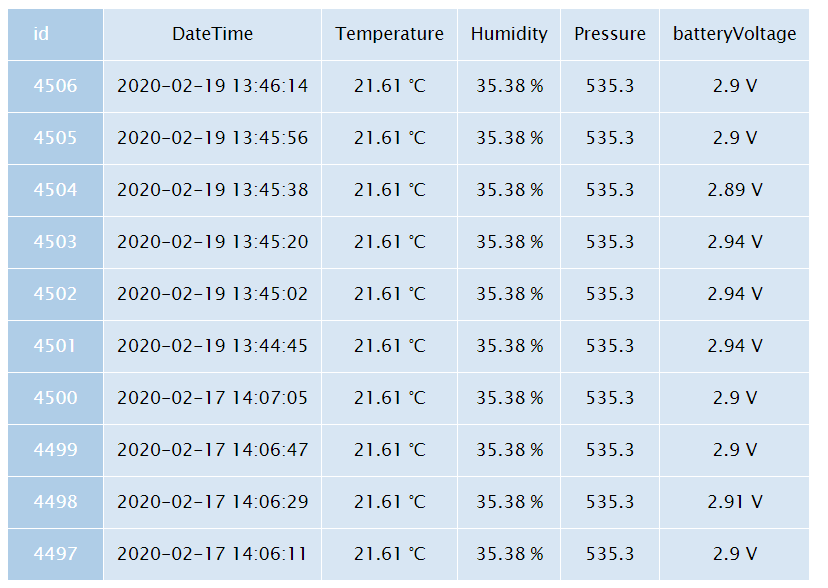 id DateTime Temperature Humidity Pressure batteryVoltage
4506 2020-02-19 13:46:14 21.61 °C 35.38 % 535.3 2.9 V
4505 2020-02-19 13:45:56 21.61 °C 35.38 % 535.3 2.9 V
4504 2020-02-19 13:45:38 21.61 °C 35.38 % 535.3 2.89 V
4503 2020-02-19 13:45:20 21.61 °C 35.38 % 535.3 2.94 V
4502 2020-02-19 13:45:02 21.61 °C 35.38 % 535.3 2.94 V
4501 2020-02-19 13:44:45 21.61 °C 35.38 % 535.3 2.94 V
4500 2020-02-17 14:07:05 21.61 °C 35.38 % 535.3 2.9 V
4499 2020-02-17 14:06:47 21.61 °C 35.38 % 535.3 2.9 V
4498 2020-02-17 14:06:29 21.61 °C 35.38 % 535.3 2.91 V
4497 2020-02-17 14:06:11 21.61 °C 35.38 % 535.3 2.9 V